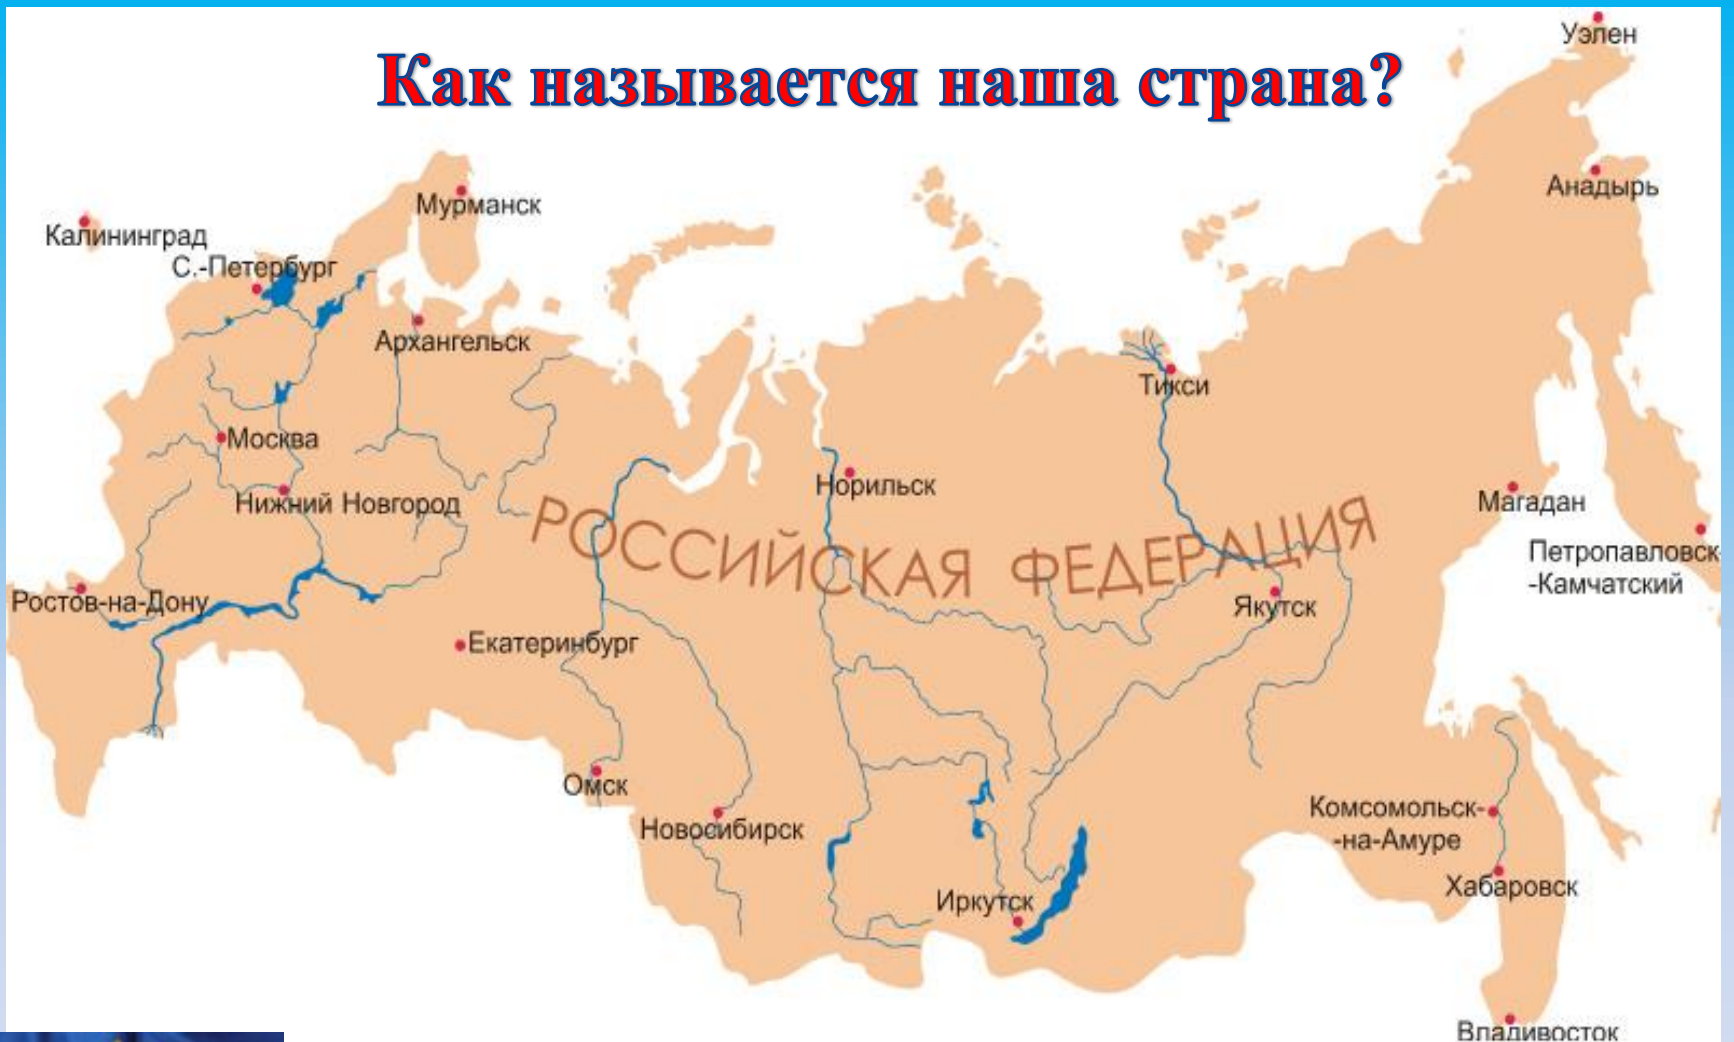 Как называется наша страна?
Уэлен
Анадырь
Мурманск
Калининград
С.-Петербург
Архангельск
Тикси
Москва
Норильск
Нижний Новгород
Магадан
РОССИЙСКАЯ ФЕДЕРАЦИЯ
Петропавловск-
-Камчатский
Ростов-на-Дону
Якутск
Екатеринбург
Омск
Новосибирск
Комсомольск-
-на-Амуре
Хабаровск
Иркутск
Владивосток